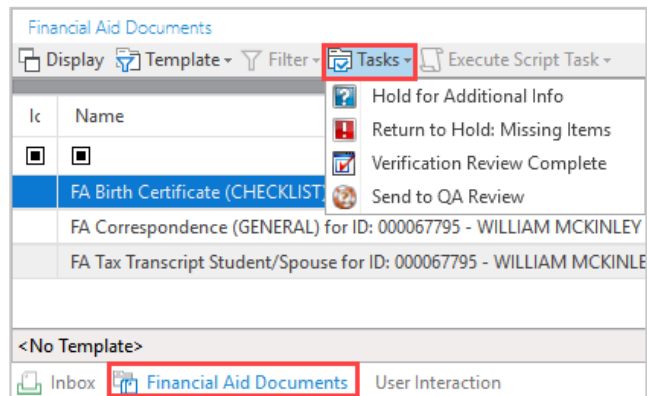 Financial Aid Documents
Display Template Filter Tasks Execute Script Task
Hold for Additional Info
Ic Name
Return to Hold: Missing Items
Verification Review Complete
FA Birth Certificate (CHECKLIST)
Send to QA Review
FA Correspondence (GENERAL) for ID: 000067795 - WILLIAM MCKINLEY
FA Tax Transcript Student/Spouse for ID: 000067795 - WILLIAM MCKINLE
<No Template>
Inbox Financial Aid Documents User Interaction